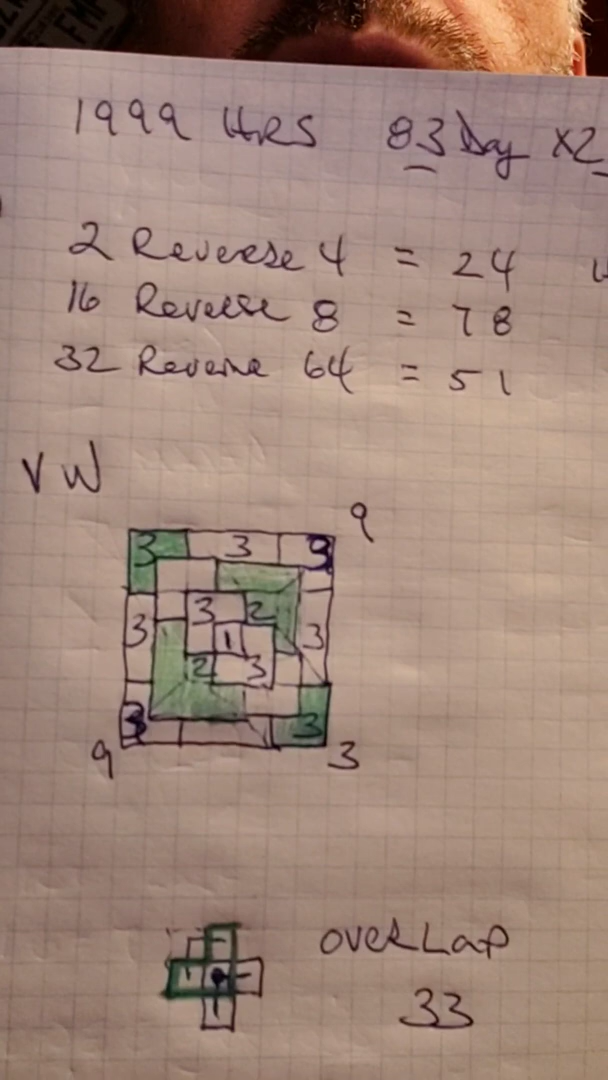 1999 HRS 83 Day X2
2 Reverse 4 = 24
16 Reverse 8 = 78
32 Reverse 64 = 51
VW
9
3 3 9
3 2
3 1 3
2 3
3 3
9 3
OVERLAP
33